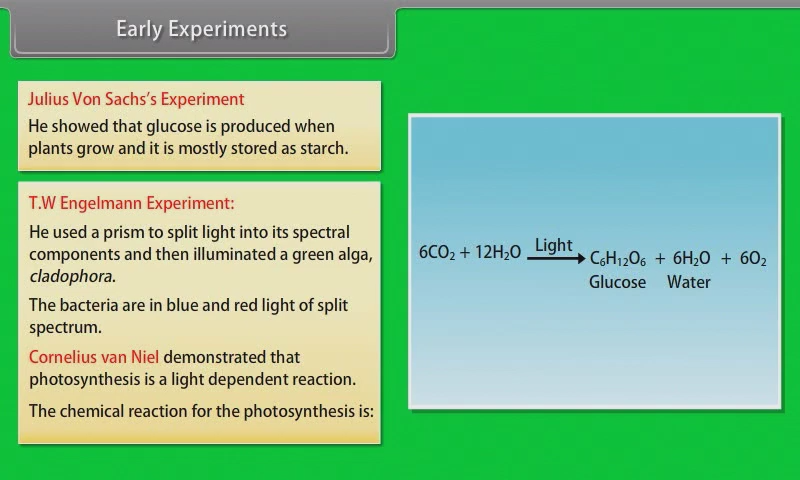 Early Experiments
Julius Von Sachs's Experiment
He showed that glucose is produced when
plants grow and it is mostly stored as starch.
T.W Engelmann Experiment:
He used a prism to split light into its spectral
components and then illuminated a green alga,
cladophora.
The bacteria are in blue and red light of split
spectrum.
Cornelius van Niel demonstrated that
photosynthesis is a light dependent reaction.
The chemical reaction for the photosynthesis is:
6CO₂ + 12H₂O Light → C₆H₁₂O₆ + 6H₂O + 6O₂
Glucose Water